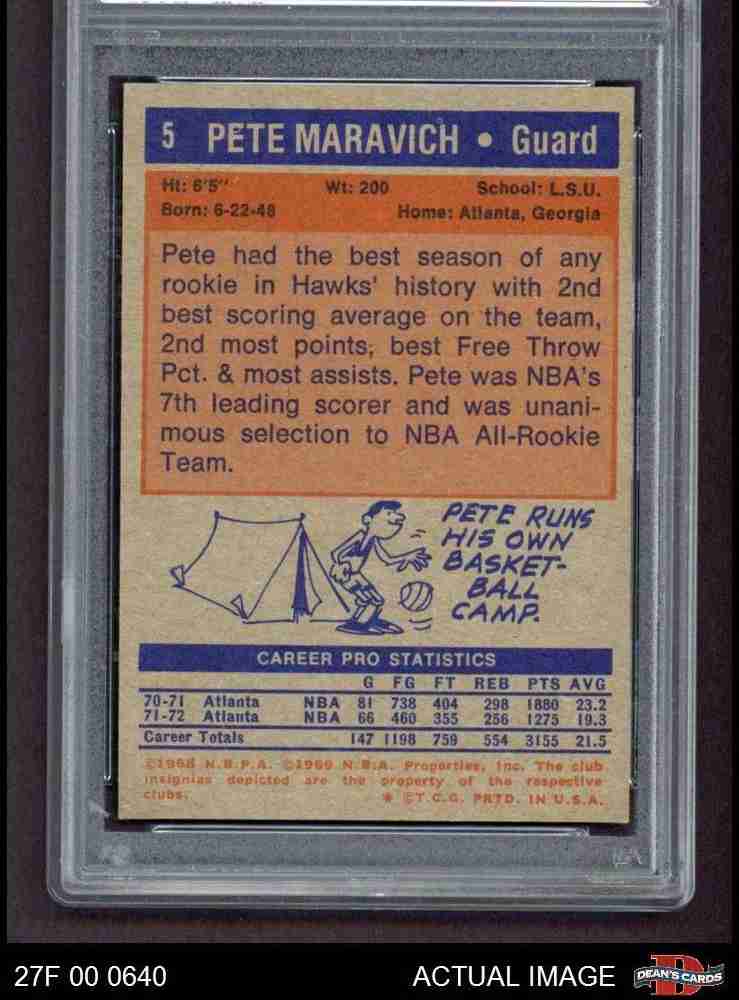 5 PETE MARAVICH • Guard
Ht: 6'5" Wt: 200 School: L.S.U.
Born: 6-22-48 Home: Atlanta, Georgia
Pete had the best season of any
rookie in Hawks' history with 2nd
best scoring average on the team,
2nd most points, best Free Throw
Pct. & most assists. Pete was NBA's
7th leading scorer and was unani-
mous selection to NBA All-Rookie
Team.
PETE RUNS
HIS OWN
BASKET-
BALL
CAMP.
CAREER PRO STATISTICS
G FG FT REB PTS AVG
70-71 Atlanta NBA 81 738 404 298 1880 23.2
71-72 Atlanta NBA 66 460 355 256 1275 19.3
Career Totals 147 1198 759 554 3155 21.5
©1968 N.B.P.A. ©1969 N.B.A. Properties, Inc. The club
insignias depicted are the property of the respective
clubs. * ©T.C.G. PRTD. IN U.S.A.
27F 00 0640 ACTUAL IMAGE DEAN'S CARDS